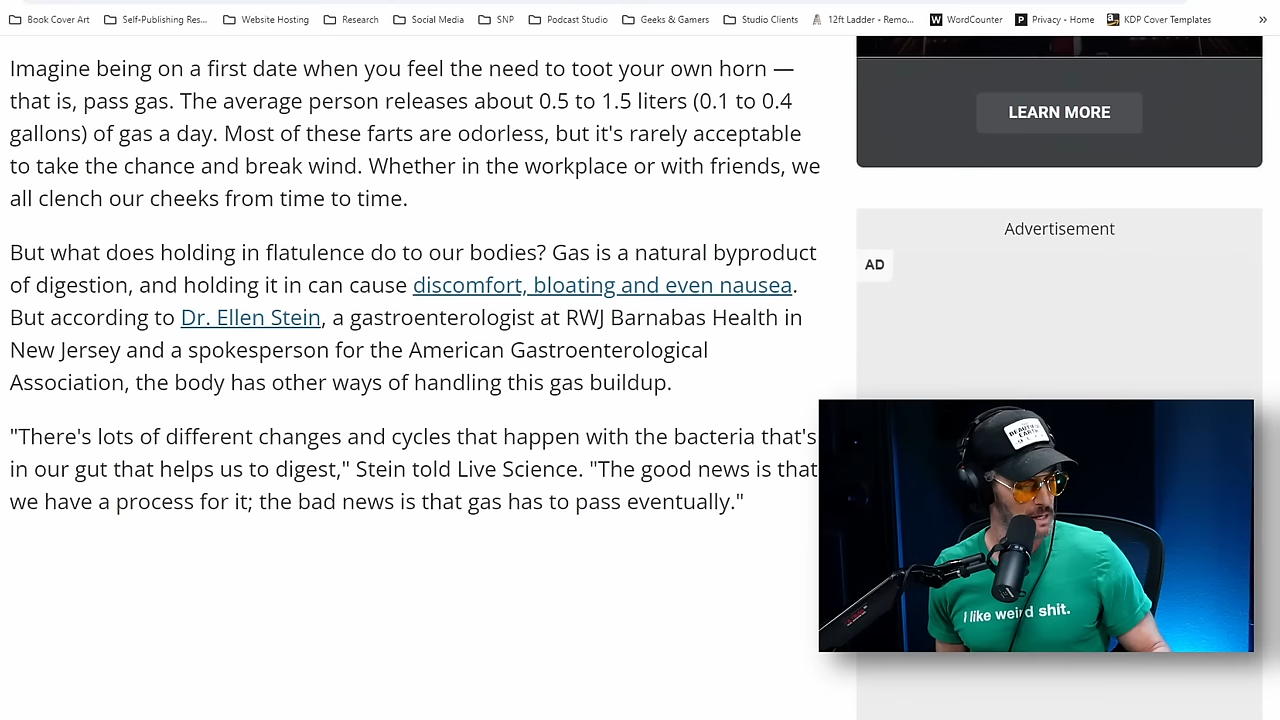 Book Cover Art
Self-Publishing Res...
Website Hosting
Research
Social Media
SNP
Podcast Studio
Geeks & Gamers
Studio Clients
12ft Ladder - Remo...
W WordCounter
P Privacy - Home
a KDP Cover Templates
»
Imagine being on a first date when you feel the need to toot your own horn —
that is, pass gas. The average person releases about 0.5 to 1.5 liters (0.1 to 0.4
gallons) of gas a day. Most of these farts are odorless, but it's rarely acceptable
to take the chance and break wind. Whether in the workplace or with friends, we
all clench our cheeks from time to time.
But what does holding in flatulence do to our bodies? Gas is a natural byproduct
of digestion, and holding it in can cause discomfort, bloating and even nausea.
But according to Dr. Ellen Stein, a gastroenterologist at RWJ Barnabas Health in
New Jersey and a spokesperson for the American Gastroenterological
Association, the body has other ways of handling this gas buildup.
"There's lots of different changes and cycles that happen with the bacteria that's
in our gut that helps us to digest," Stein told Live Science. "The good news is that
we have a process for it; the bad news is that gas has to pass eventually."
LEARN MORE
Advertisement
AD
BEAUTIFUL
EARTH
I like weird shit.